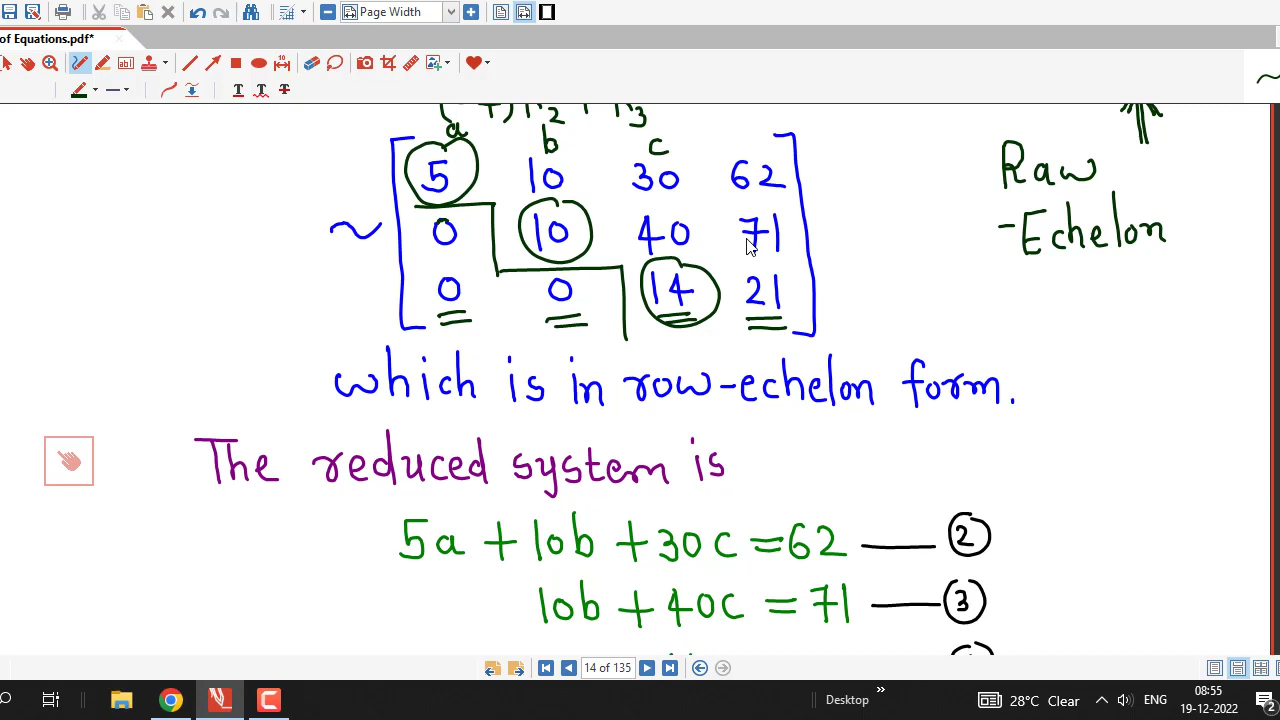 Page Width
of Equations.pdf*
a b c
5 10 30 62
~ 0 10 40 71
0 0 14 21
Raw
-Echelon
which is in row-echelon form.
The reduced system is
5a + 10b + 30c = 62 —— 2
10b + 40c = 71 —— 3
14 of 135
Desktop
28°C Clear
ENG
08:55
19-12-2022
2